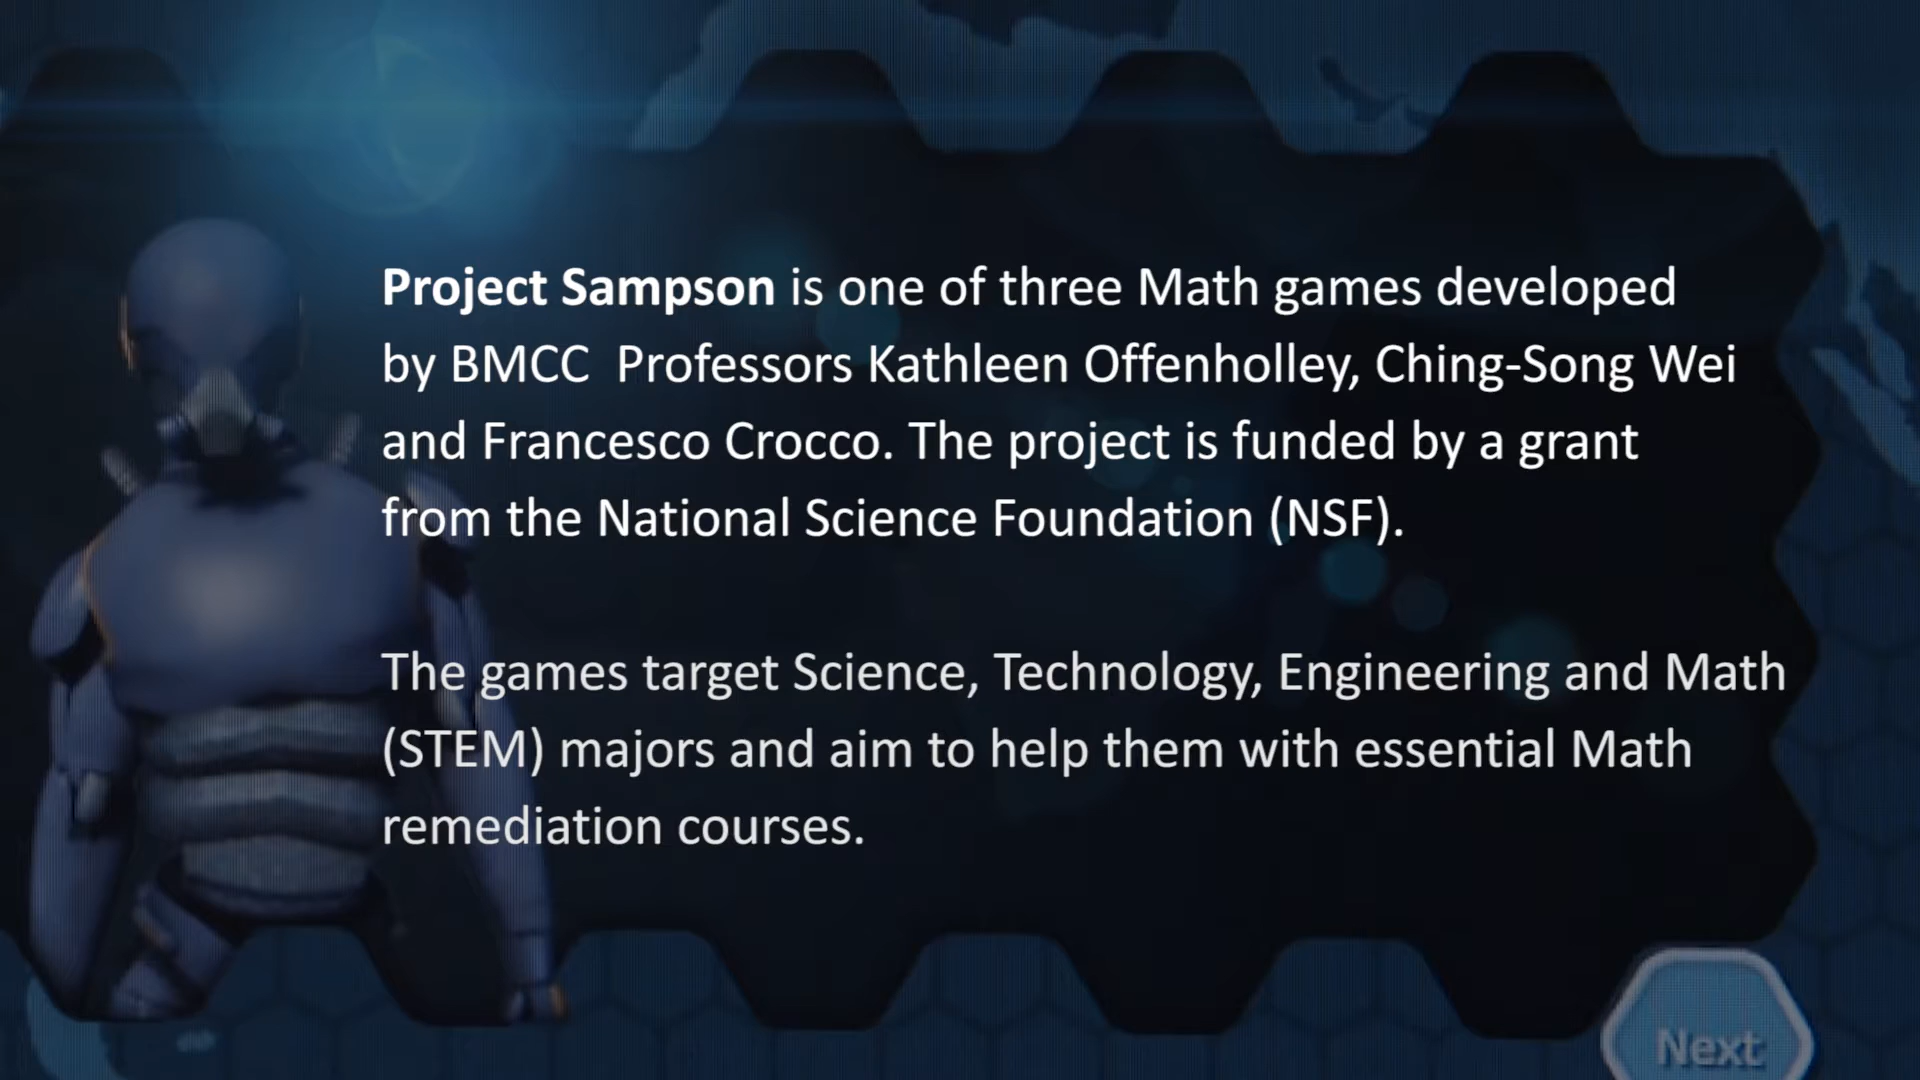 Project Sampson is one of three Math games developed
by BMCC Professors Kathleen Offenholley, Ching-Song Wei
and Francesco Crocco. The project is funded by a grant
from the National Science Foundation (NSF).
The games target Science, Technology, Engineering and Math
(STEM) majors and aim to help them with essential Math
remediation courses.
Next